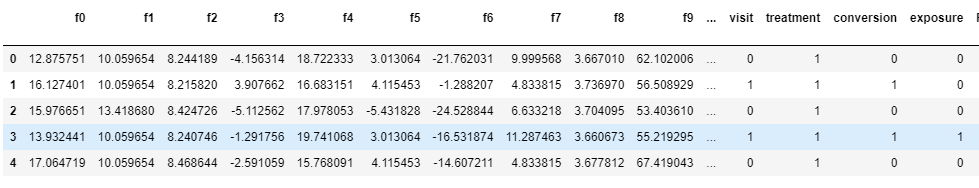 f0 f1 f2 f3 f4 f5 f6 f7 f8 f9 ... visit treatment conversion exposure
0 12.875751 10.059654 8.244189 -4.156314 18.722333 3.013064 -21.762031 9.999568 3.667010 62.102006 ... 0 1 0 0
1 16.127401 10.059654 8.215820 3.907662 16.683151 4.115453 -1.288207 4.833815 3.736970 56.508929 ... 1 1 1 0
2 15.976651 13.418680 8.424726 -5.112562 17.978053 -5.431828 -24.528844 6.633218 3.704095 53.403610 ... 0 1 0 0
3 13.932441 10.059654 8.240746 -1.291756 19.741068 3.013064 -16.531874 11.287463 3.660673 55.219295 ... 1 1 1 1
4 17.064719 10.059654 8.468644 -2.591059 15.768091 4.115453 -14.607211 4.833815 3.677812 67.419043 ... 0 1 0 0